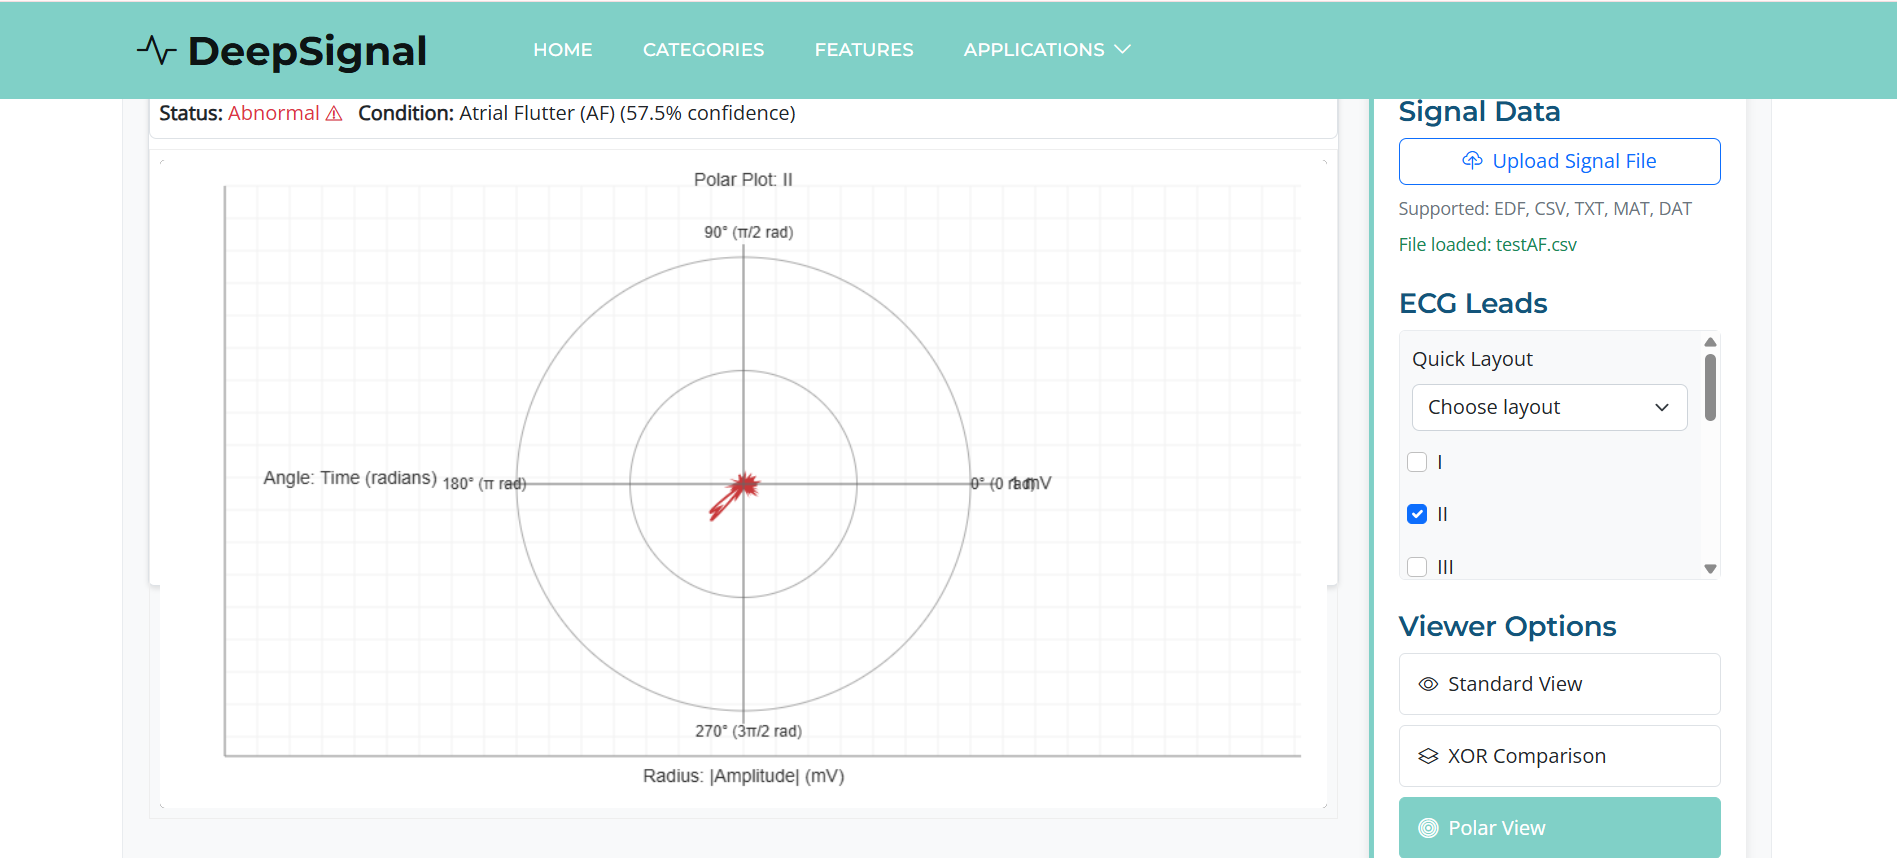 DeepSignal
HOME
CATEGORIES
FEATURES
APPLICATIONS
Status: Abnormal Condition: Atrial Flutter (AF) (57.5% confidence)
Polar Plot: II
90° (π/2 rad)
Angle: Time (radians)
180° (π rad)
0° (0 rad)
1 mV
270° (3π/2 rad)
Radius: |Amplitude| (mV)
Signal Data
Upload Signal File
Supported: EDF, CSV, TXT, MAT, DAT
File loaded: testAF.csv
ECG Leads
Quick Layout
Choose layout
I
II
III
Viewer Options
Standard View
XOR Comparison
Polar View